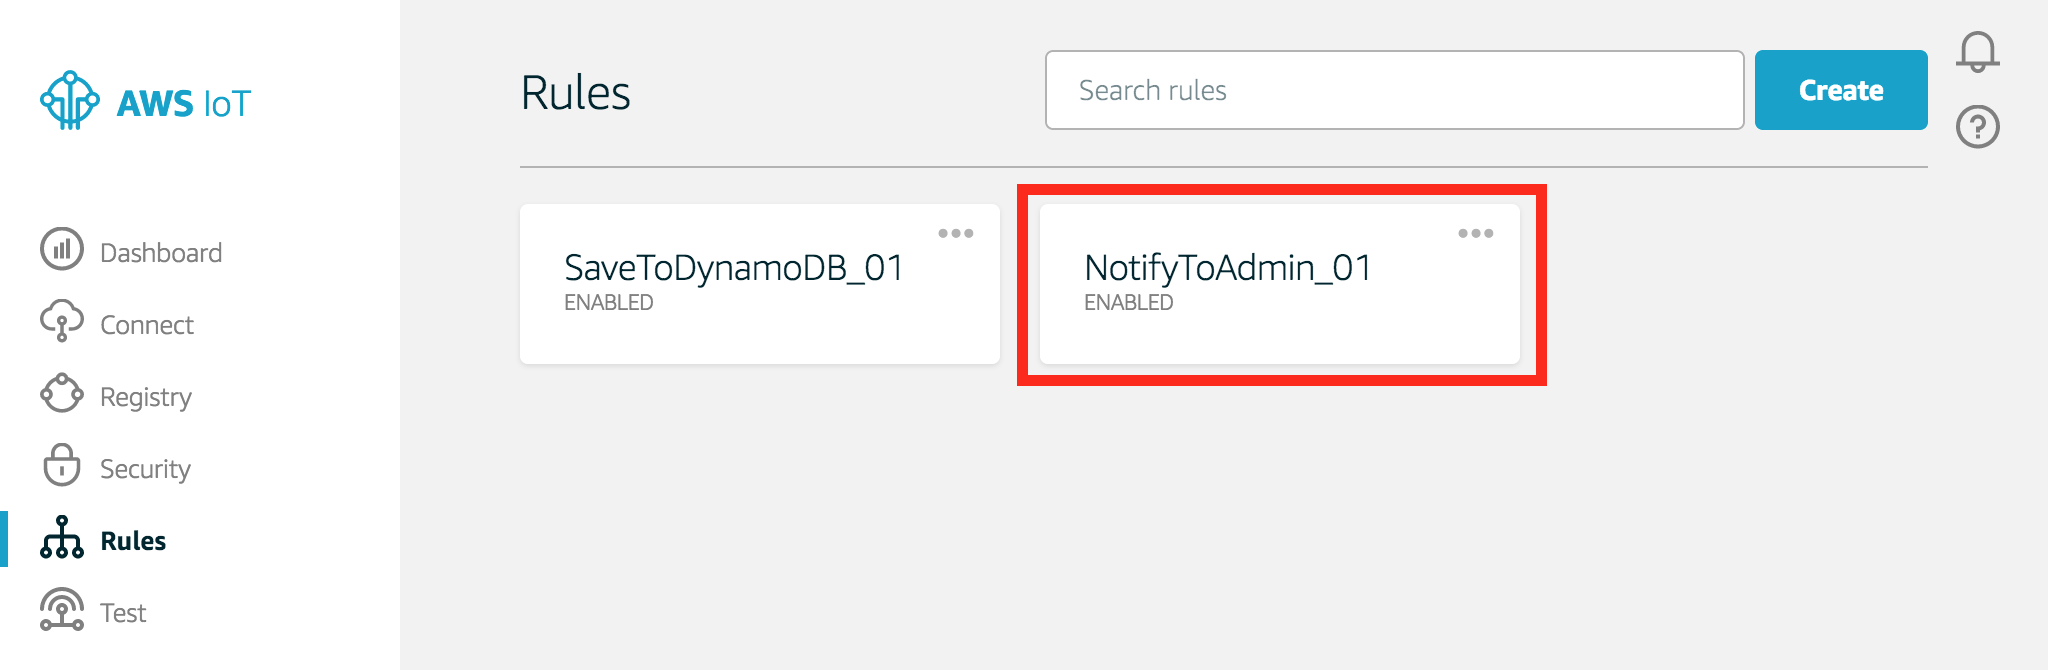 AWS IoT
Dashboard
Connect
Registry
Security
Rules
Test
Rules
Search rules
Create
SaveToDynamoDB_01
ENABLED
NotifyToAdmin_01
ENABLED